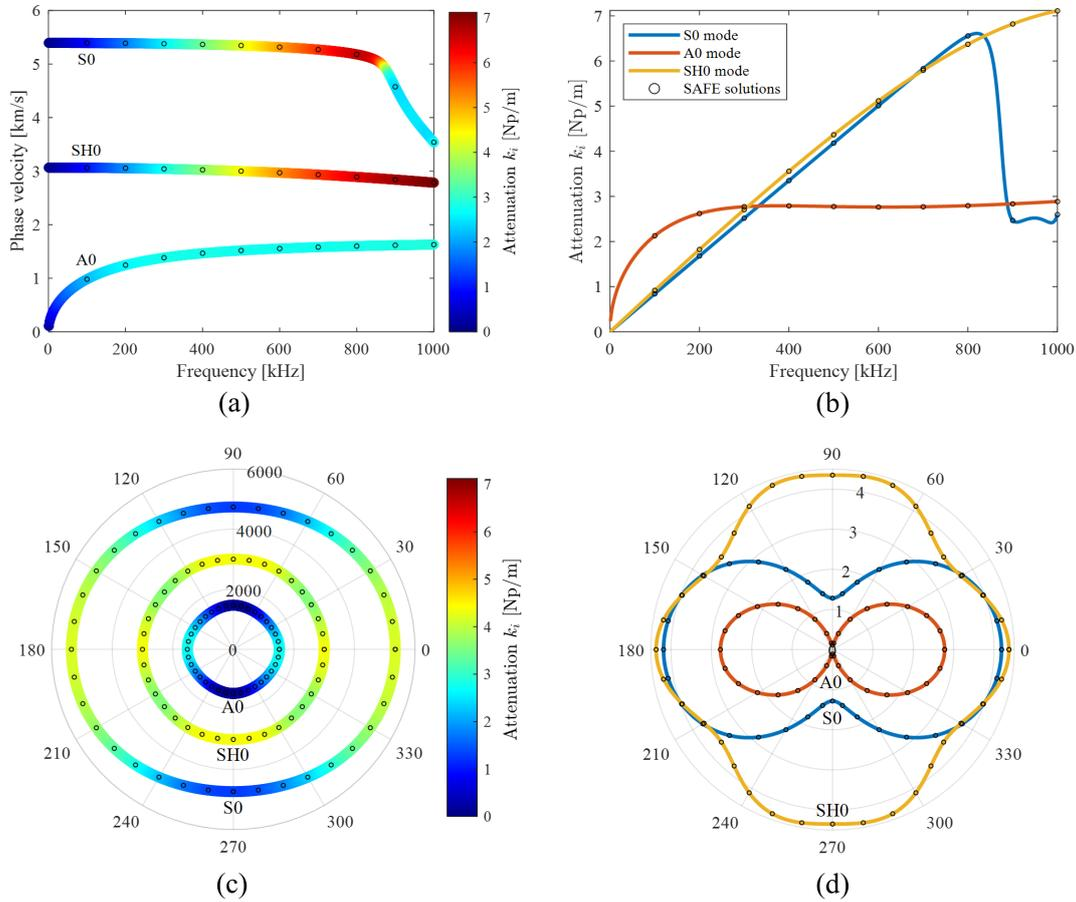 6
5
4
3
2
1
0
Phase velocity [km/s]
S0
SH0
A0
0 200 400 600 800 1000
Frequency [kHz]
7
6
5
4
3
2
1
0
Attenuation k_i [Np/m]
(a)
7
6
5
4
3
2
1
0
Attenuation k_i [Np/m]
S0 mode
A0 mode
SH0 mode
SAFE solutions
0 200 400 600 800 1000
Frequency [kHz]
(b)
90
120 60
6000
150 4000 30
2000
180 0 0
A0
SH0
210 330
S0
240 300
270
7
6
5
4
3
2
1
0
Attenuation k_i [Np/m]
(c)
90
120 60
4
3
150 30
2
1
180 0
A0
S0
210 330
SH0
240 300
270
(d)